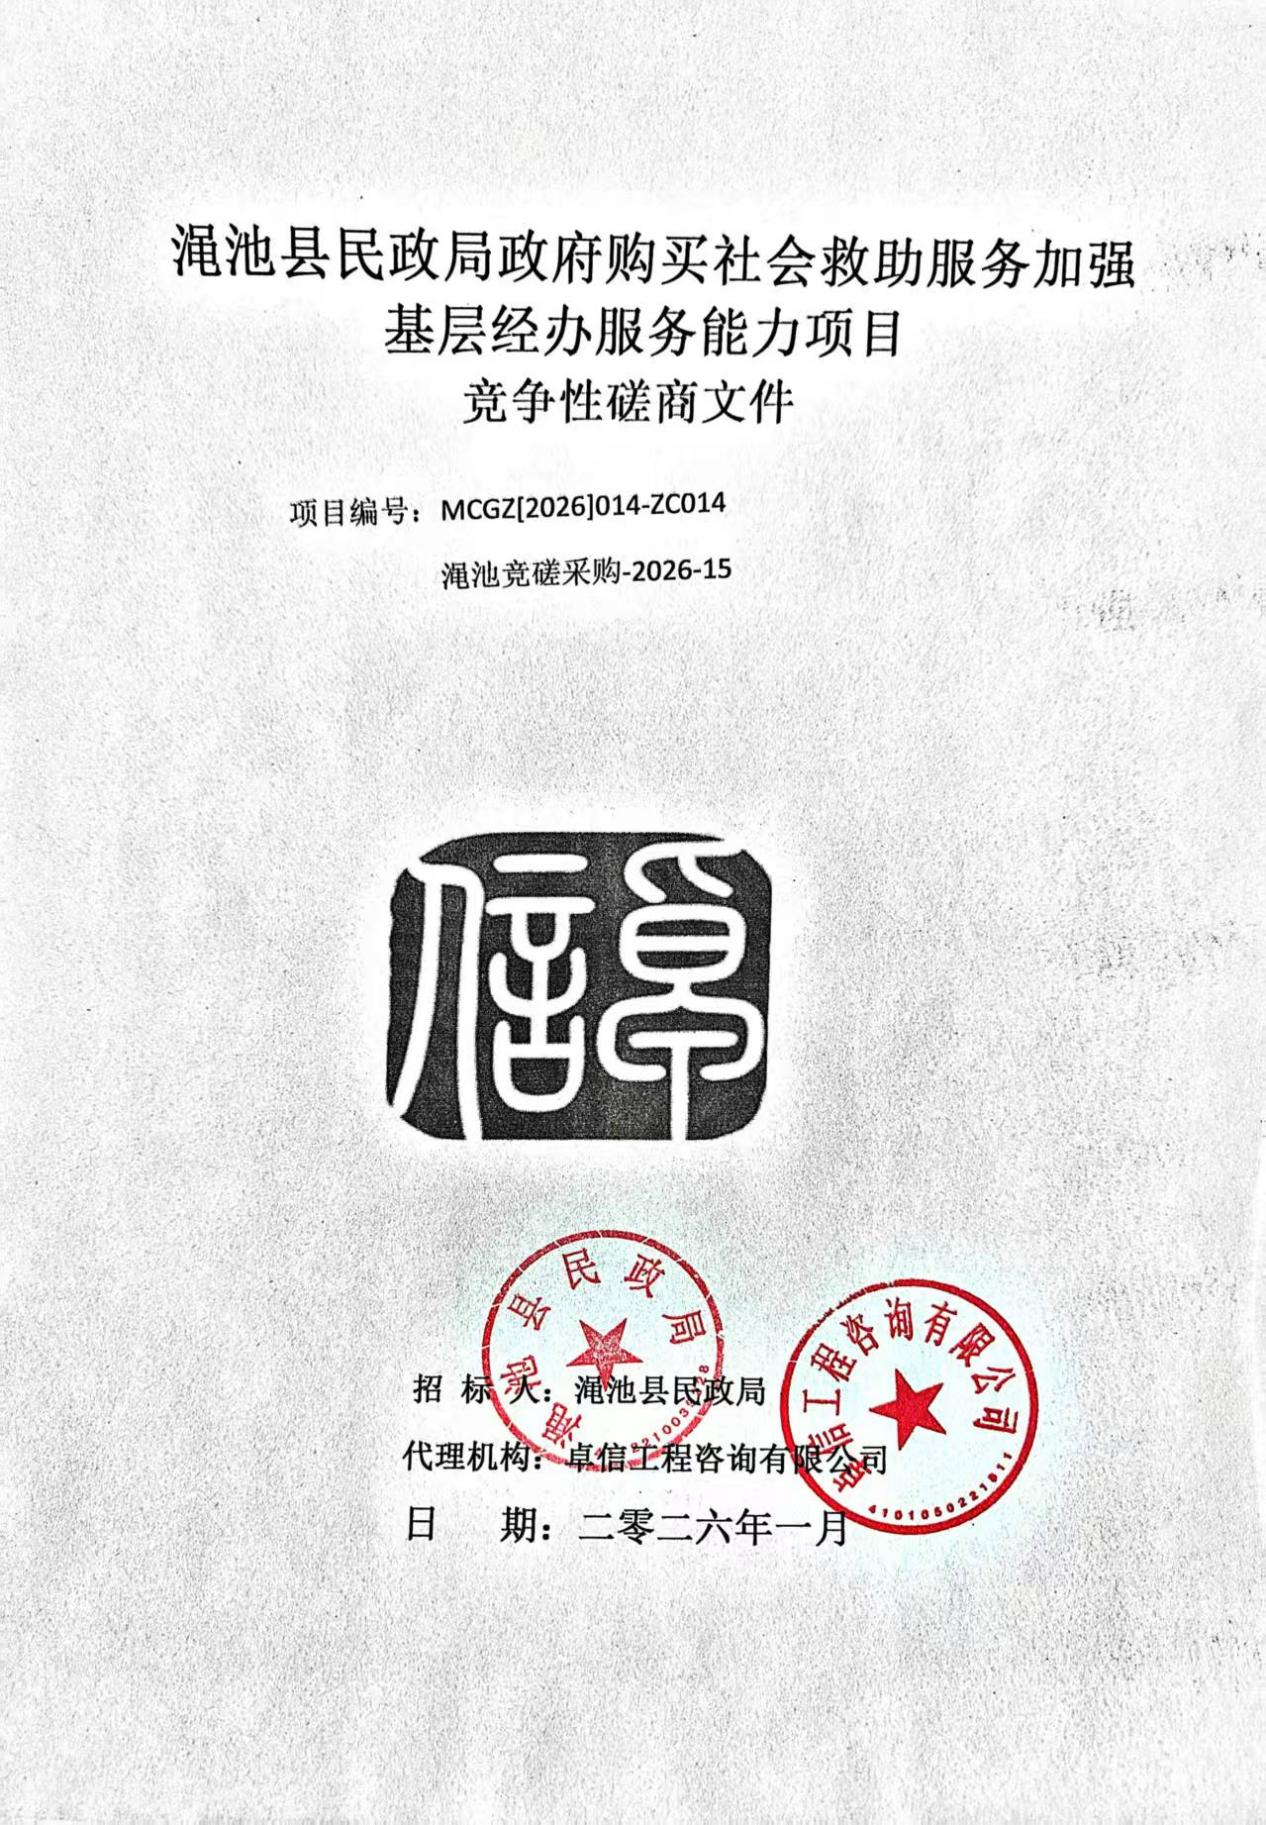 渑池县民政局政府购买社会救助服务加强
基层经办服务能力项目
竞争性磋商文件
项目编号：MCGZ[2026]014-ZC014
渑池竞磋采购-2026-15
卓信
渑池县民政局
卓信工程咨询有限公司
4101050221811
招 标 人：渑池县民政局
代理机构：卓信工程咨询有限公司
日 期：二零二六年一月